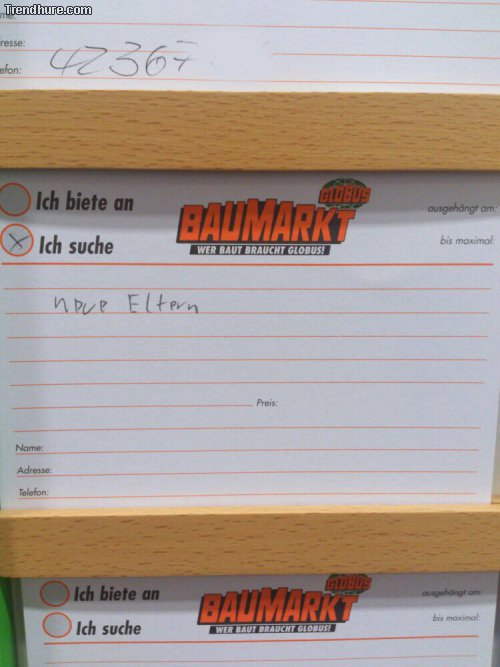 Trendhure.com
resse:
efon: 42367
Ich biete an
GLOBUS
ausgehängt am:
BAUMARKT
Ich suche
WER BAUT BRAUCHT GLOBUS!
bis maximal:
neue Eltern
Preis:
Name:
Adresse:
Telefon:
Ich biete an
GLOBUS
ausgehängt am:
BAUMARKT
Ich suche
WER BAUT BRAUCHT GLOBUS!
bis maximal: